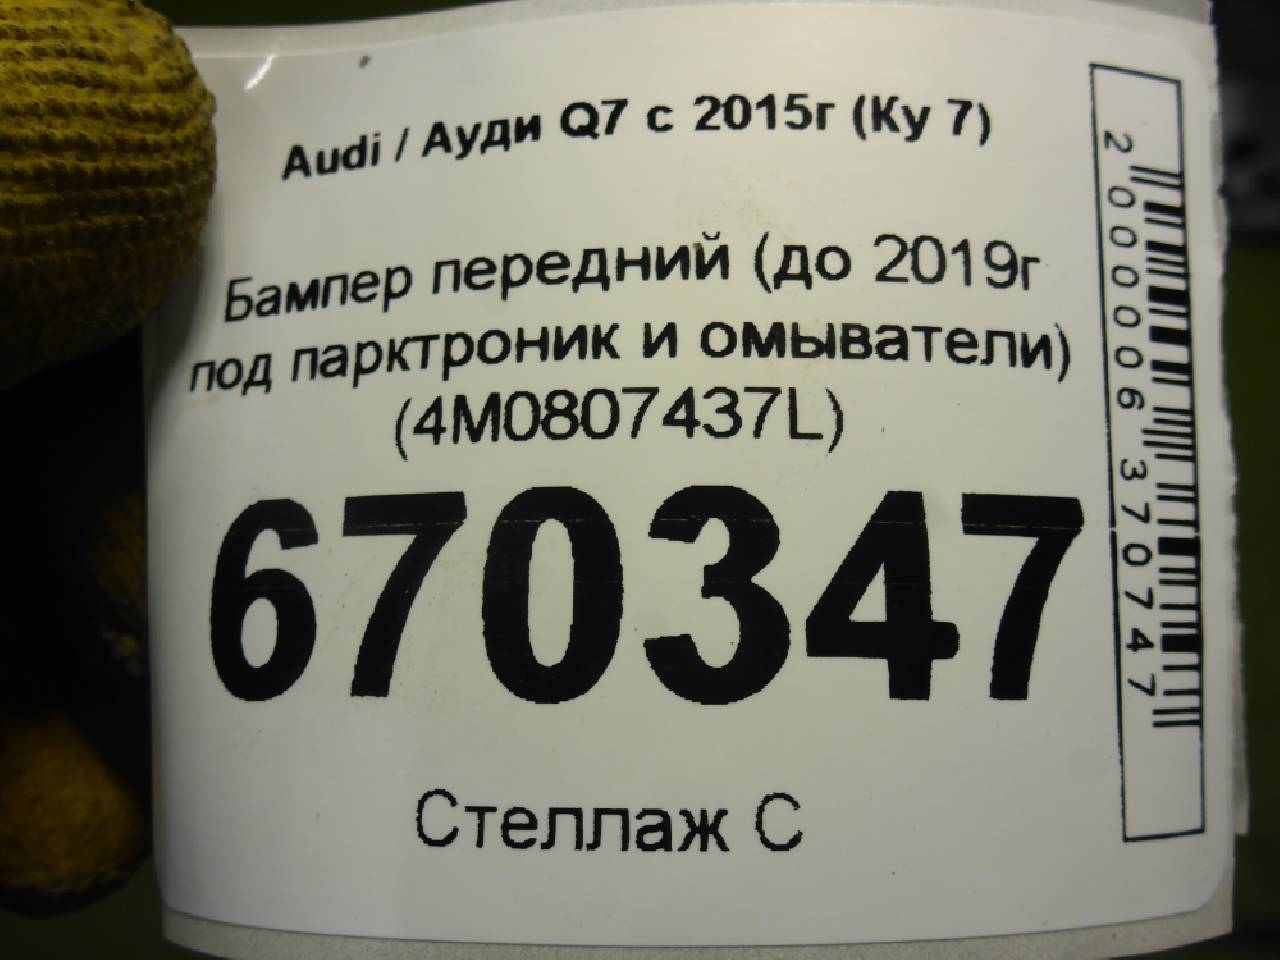 Audi / Ауди Q7 с 2015г (Ку 7)
Бампер передний (до 2019г
под парктроник и омыватели)
(4M0807437L)
670347
Стеллаж С
2000006370747